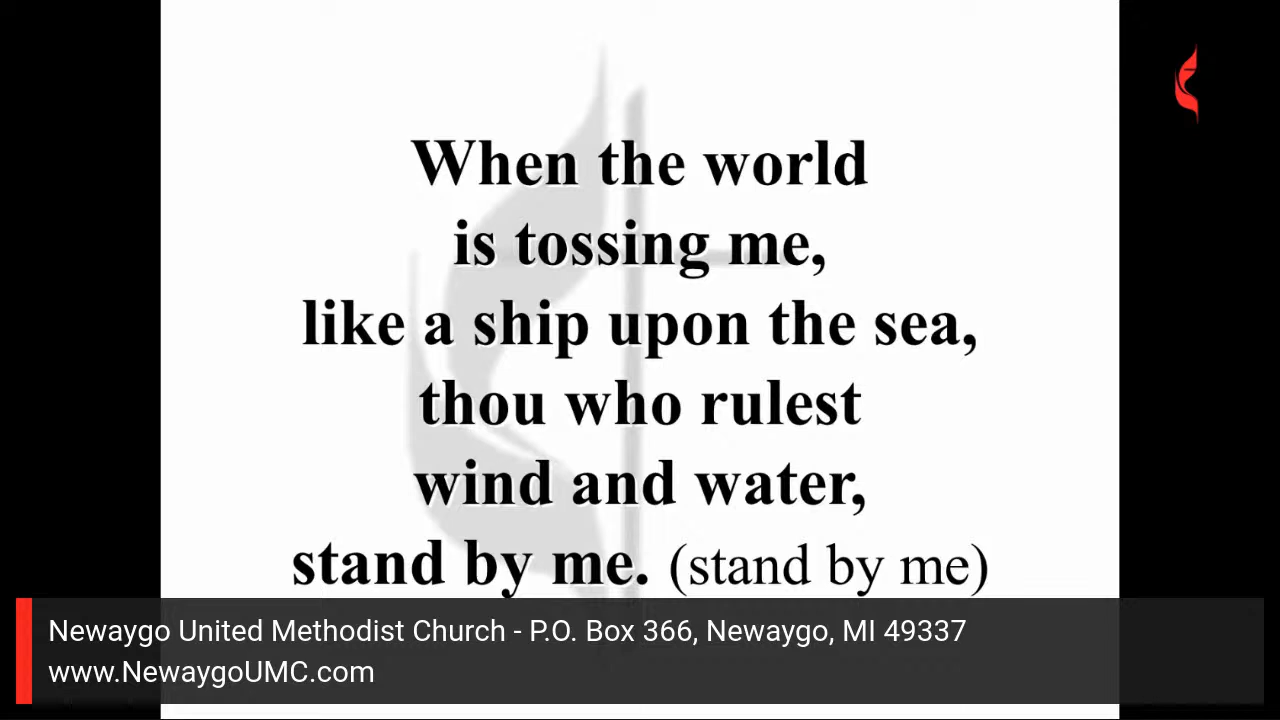 When the world
is tossing me,
like a ship upon the sea,
thou who rulest
wind and water,
stand by me. (stand by me)
Newaygo United Methodist Church - P.O. Box 366, Newaygo, MI 49337
www.NewaygoUMC.com